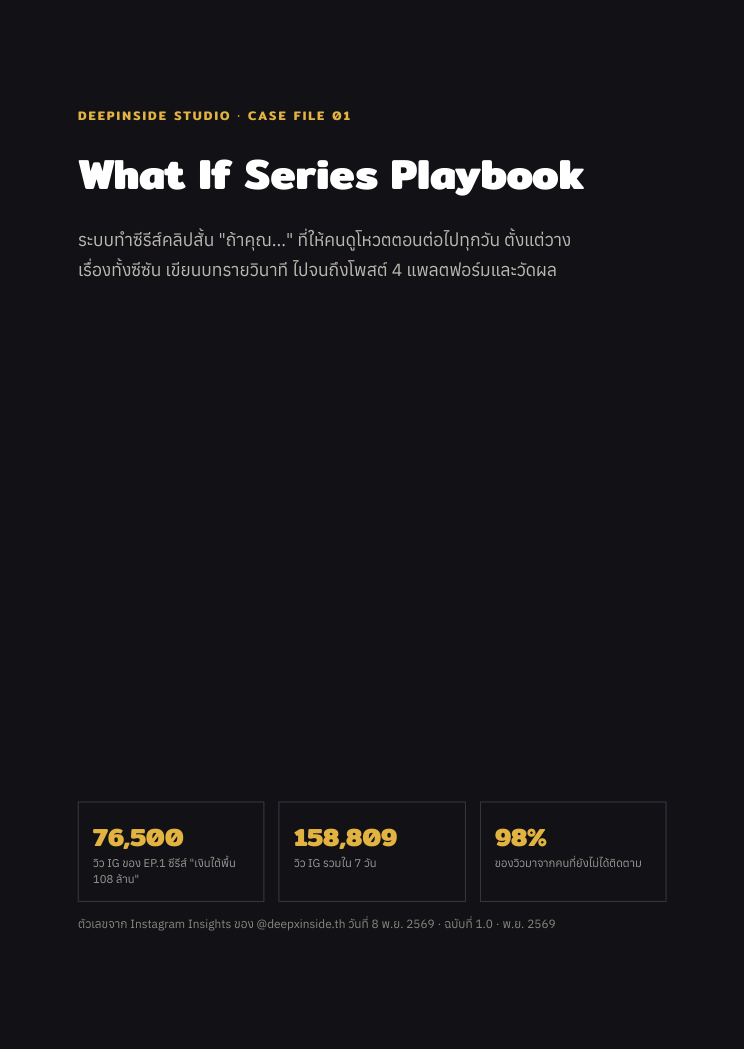 DEEPINSIDE STUDIO · CASE FILE 01
What If Series Playbook
ระบบทำซีรีส์คลิปสั้น "ถ้าคุณ..." ที่ให้คนดูโหวตตอนต่อไปทุกวัน ตั้งแต่วาง
เรื่องทั้งซีซัน เขียนบทรายวินาที ไปจนถึงโพสต์ 4 แพลตฟอร์มและวัดผล
76,500
วิว IG ของ EP.1 ซีรีส์ "เงินใต้พื้น
108 ล้าน"
158,809
วิว IG รวมใน 7 วัน
98%
ของวิวมาจากคนที่ยังไม่ได้ติดตาม
ตัวเลขจาก Instagram Insights ของ @deepxinside.th วันที่ 8 พ.ย. 2569 · ฉบับที่ 1.0 · พ.ย. 2569